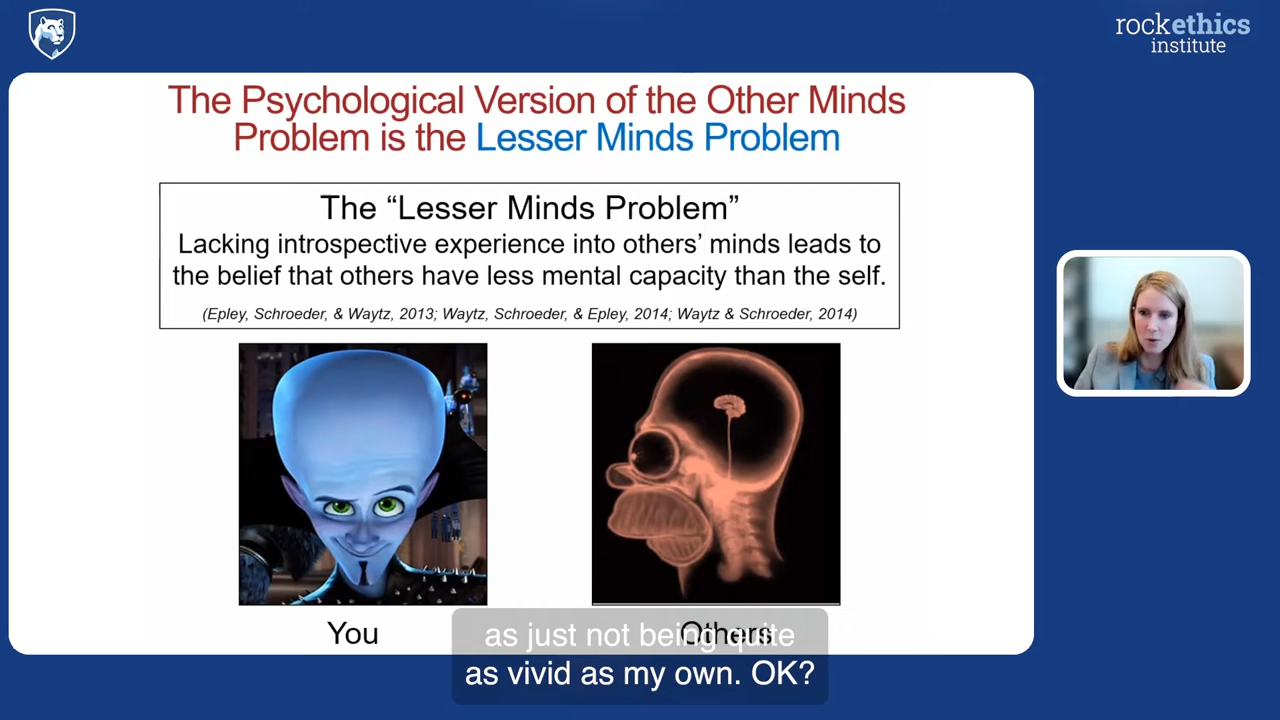 rockethics
institute
The Psychological Version of the Other Minds
Problem is the Lesser Minds Problem
The “Lesser Minds Problem”
Lacking introspective experience into others’ minds leads to
the belief that others have less mental capacity than the self.
(Epley, Schroeder, & Waytz, 2013; Waytz, Schroeder, & Epley, 2014; Waytz & Schroeder, 2014)
You
Others
as just not being quite
as vivid as my own. OK?